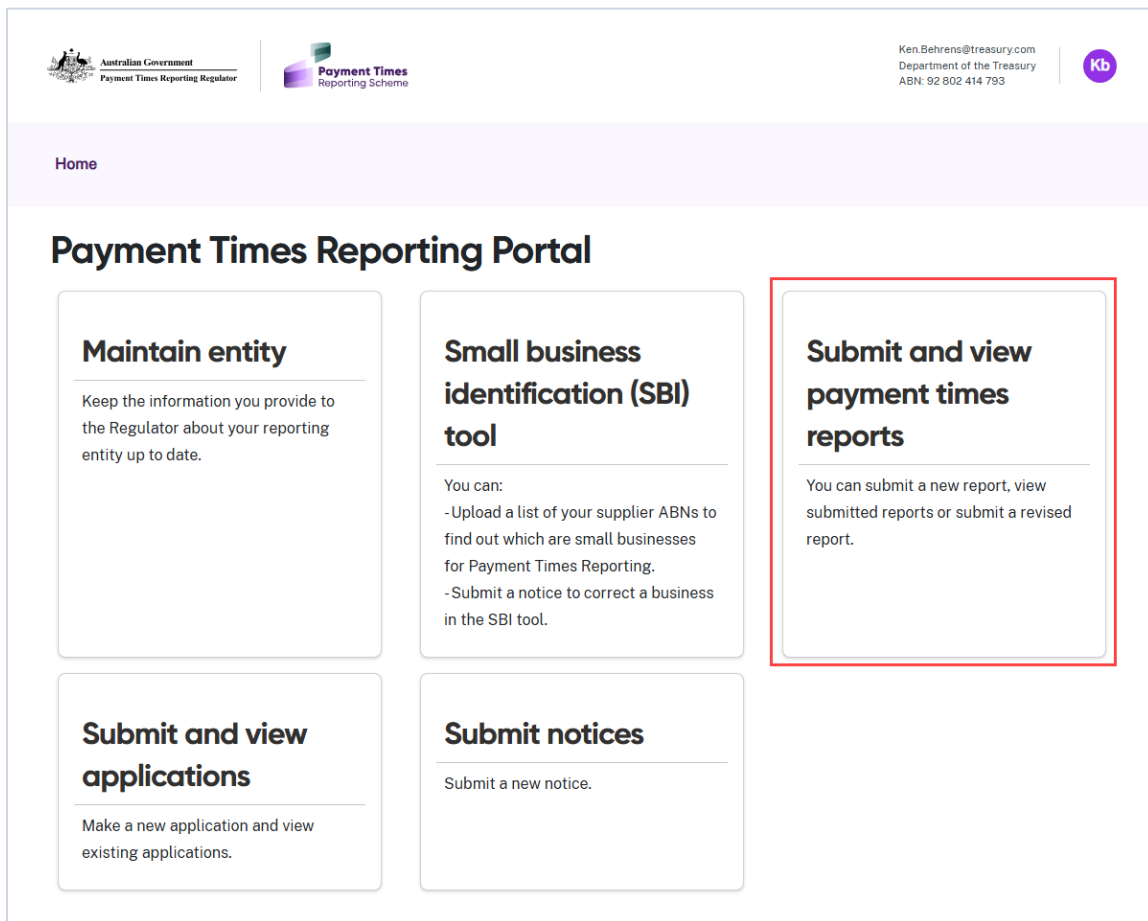 Australian Government
Payment Times Reporting Regulator
Payment Times
Reporting Scheme
Ken.Behrens@treasury.com
Department of the Treasury
ABN: 92 802 414 793
Kb
Home
Payment Times Reporting Portal
Maintain entity
Keep the information you provide to
the Regulator about your reporting
entity up to date.
Small business
identification (SBI)
tool
You can:
- Upload a list of your supplier ABNs to
find out which are small businesses
for Payment Times Reporting.
- Submit a notice to correct a business
in the SBI tool.
Submit and view
payment times
reports
You can submit a new report, view
submitted reports or submit a revised
report.
Submit and view
applications
Make a new application and view
existing applications.
Submit notices
Submit a new notice.